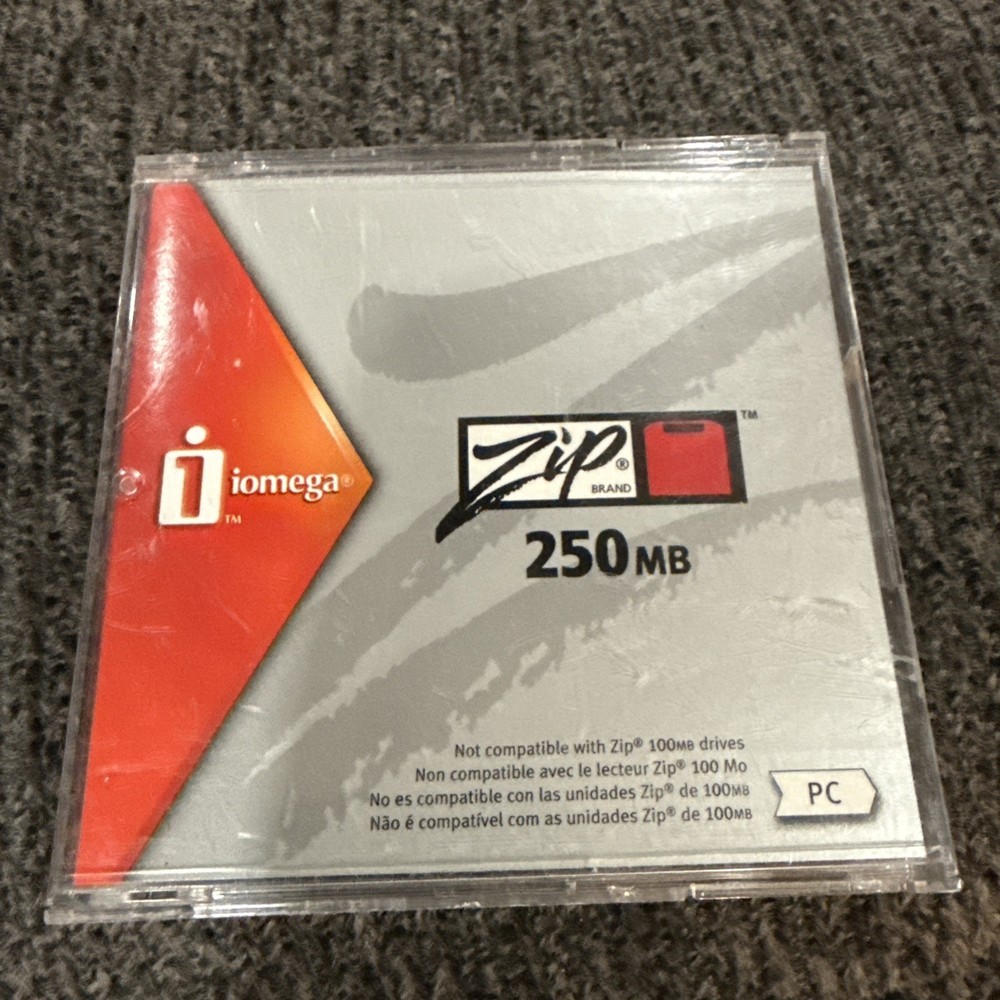 Zip®
BRAND
TM
250MB
1
iomega®
TM
Not compatible with Zip® 100MB drives
Non compatible avec le lecteur Zip® 100 Mo
No es compatible con las unidades Zip® de 100MB
Não é compatível com as unidades Zip® de 100MB
PC